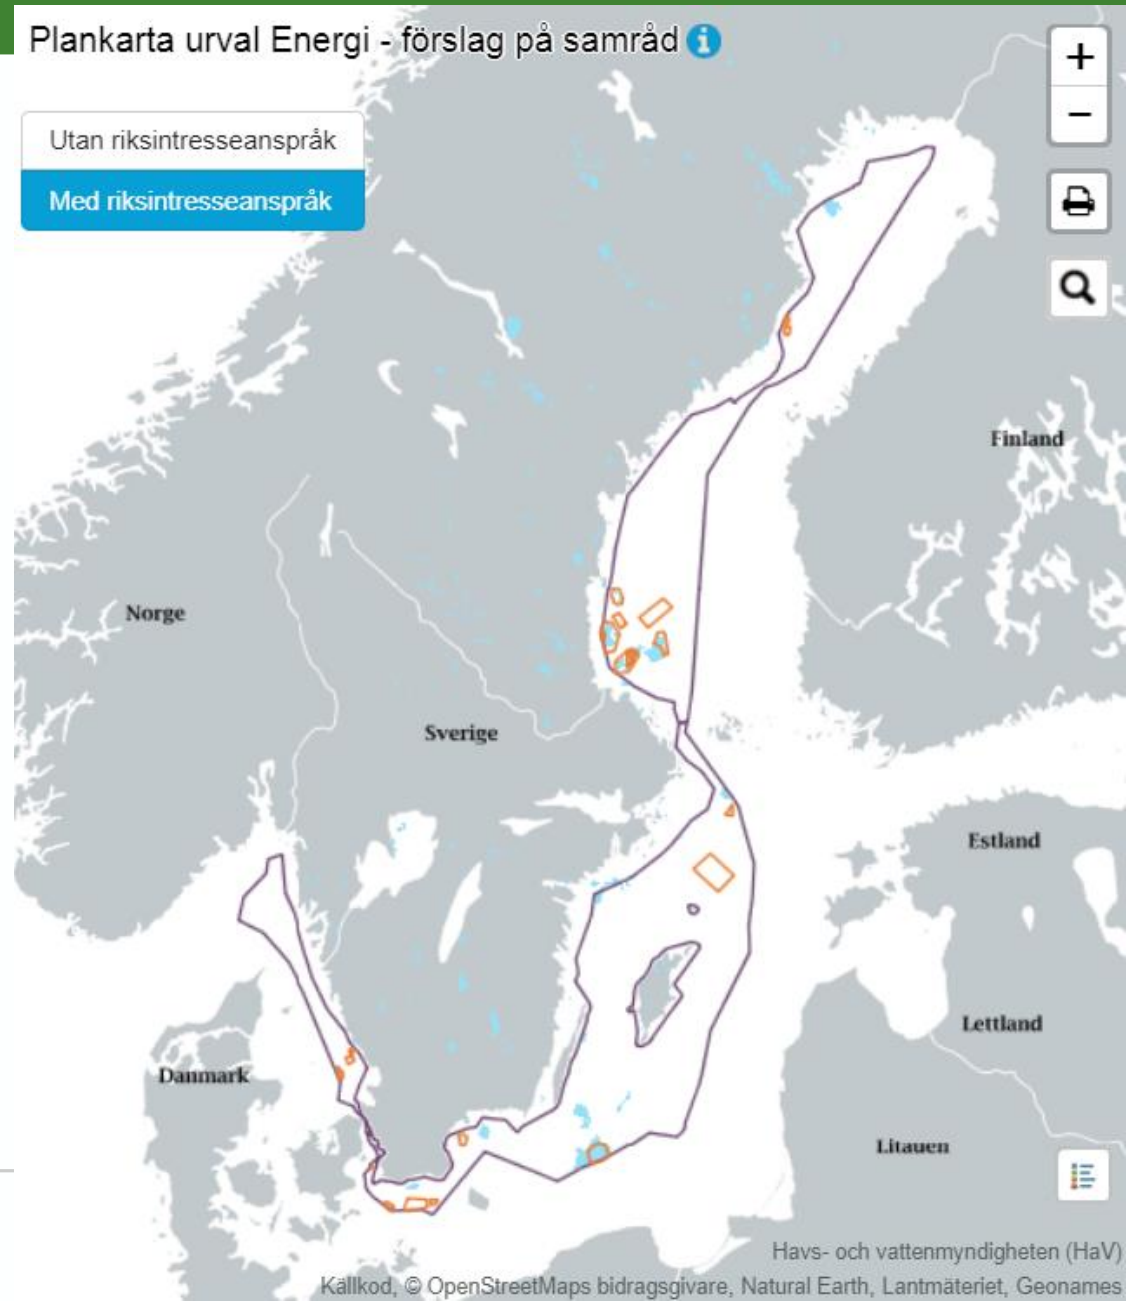 Plankarta urval Energi - förslag på samråd i
Utan riksintresseanspråk
Med riksintresseanspråk
+
−
Finland
Norge
Sverige
Estland
Lettland
Danmark
Litauen
Havs- och vattenmyndigheten (HaV)
Källkod, © OpenStreetMaps bidragsgivare, Natural Earth, Lantmäteriet, Geonames